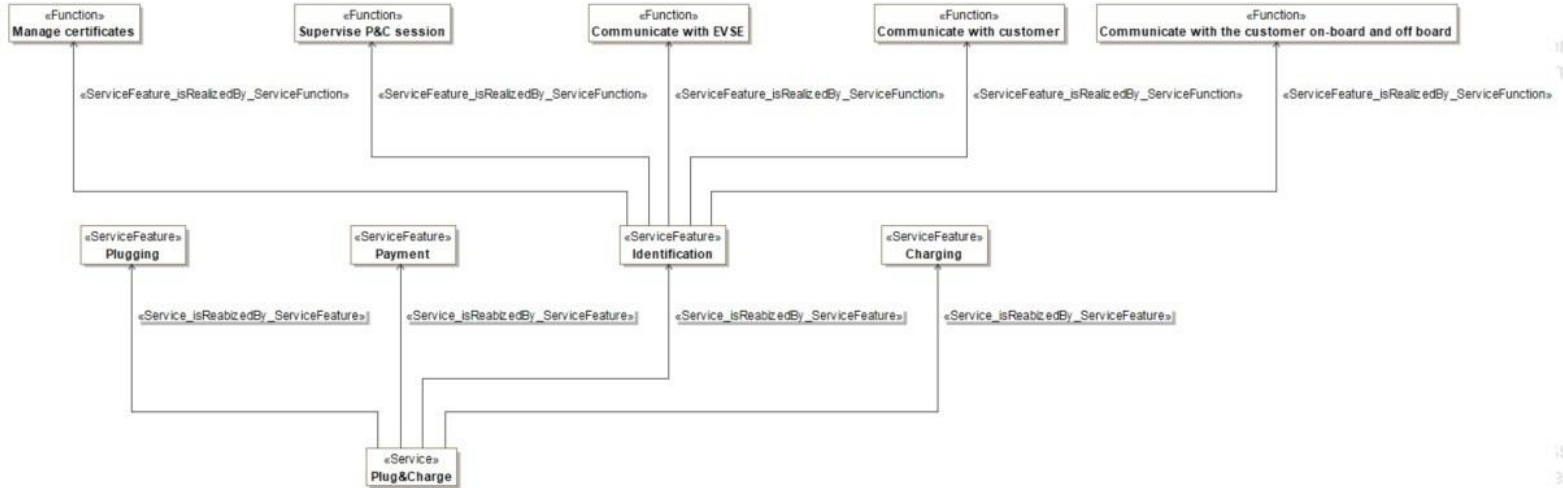 «Function»
Manage certificates
«Function»
Supervise P&C session
«Function»
Communicate with EVSE
«Function»
Communicate with customer
«Function»
Communicate with the customer on-board and off board
«ServiceFeature_isRealizedBy_ServiceFunction»
«ServiceFeature_isRealizedBy_ServiceFunction»
«ServiceFeature_isRealizedBy_ServiceFunction»
«ServiceFeature_isRealizedBy_ServiceFunction»
«ServiceFeature_isRealizedBy_ServiceFunction»
«ServiceFeature»
Plugging
«ServiceFeature»
Payment
«ServiceFeature»
Identification
«ServiceFeature»
Charging
«Service_isReabizedBy_ServiceFeature»
«Service_isReabizedBy_ServiceFeature»
«Service_isReabizedBy_ServiceFeature»
«Service_isReabizedBy_ServiceFeature»
«Service»
Plug&Charge